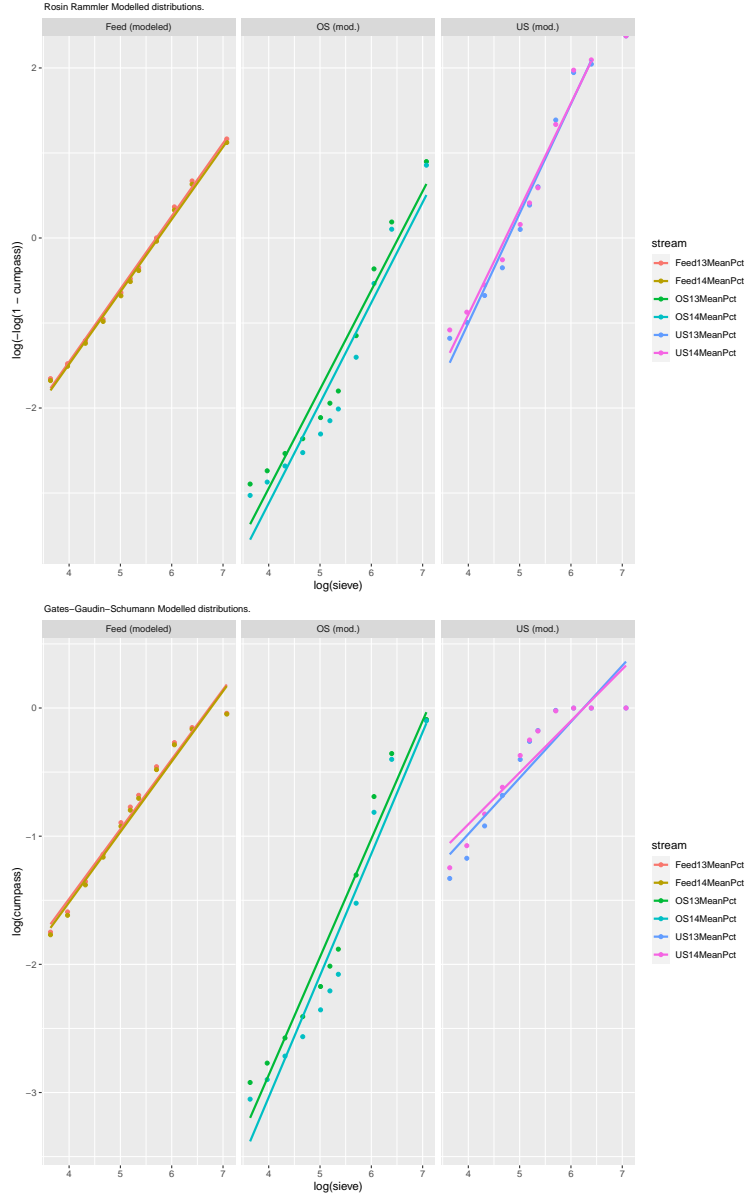 Rosin Rammler Modelled distributions.
Feed (modeled) OS (mod.) US (mod.)
2
0
−2
log(−log(1 − cumpass))
4 5 6 7 4 5 6 7 4 5 6 7
log(sieve)
stream
Feed13MeanPct
Feed14MeanPct
OS13MeanPct
OS14MeanPct
US13MeanPct
US14MeanPct
Gates−Gaudin−Schumann Modelled distributions.
Feed (modeled) OS (mod.) US (mod.)
0
−1
−2
−3
log(cumpass)
4 5 6 7 4 5 6 7 4 5 6 7
log(sieve)
stream
Feed13MeanPct
Feed14MeanPct
OS13MeanPct
OS14MeanPct
US13MeanPct
US14MeanPct